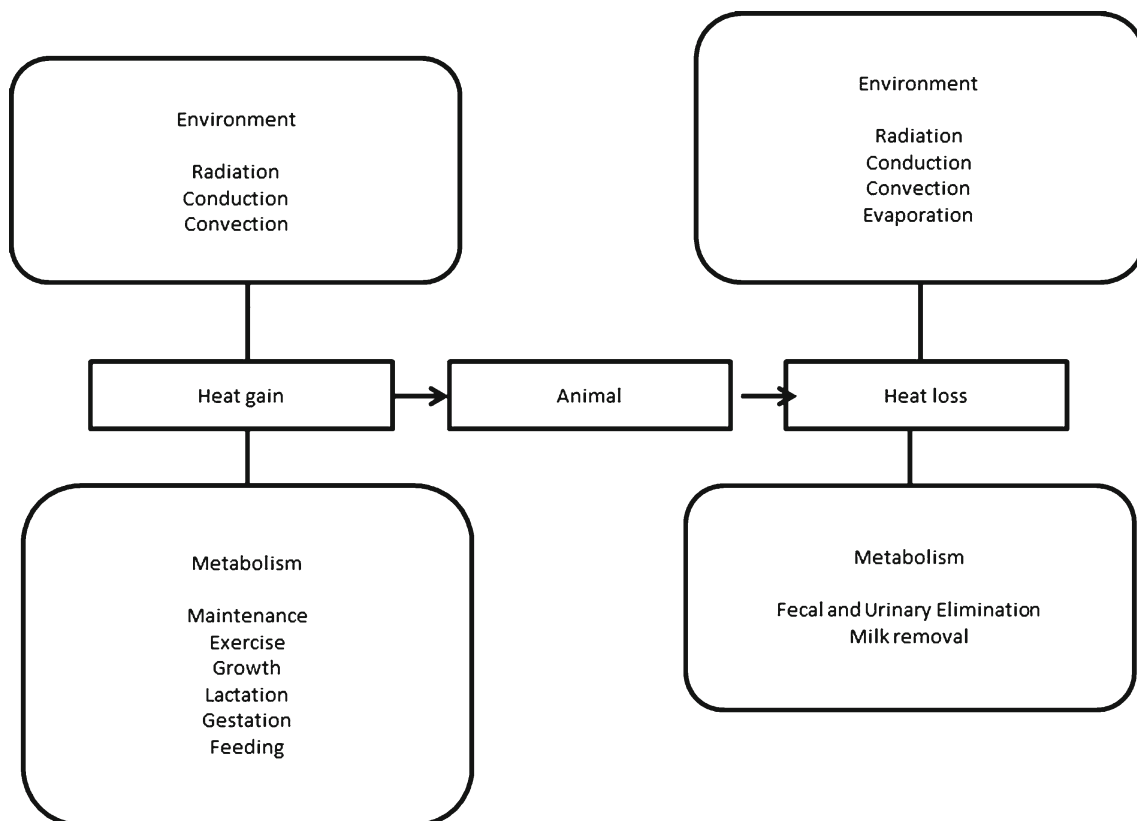 Environment
Radiation
Conduction
Convection
Environment
Radiation
Conduction
Convection
Evaporation
Heat gain
Animal
Heat loss
Metabolism
Maintenance
Exercise
Growth
Lactation
Gestation
Feeding
Metabolism
Fecal and Urinary Elimination
Milk removal